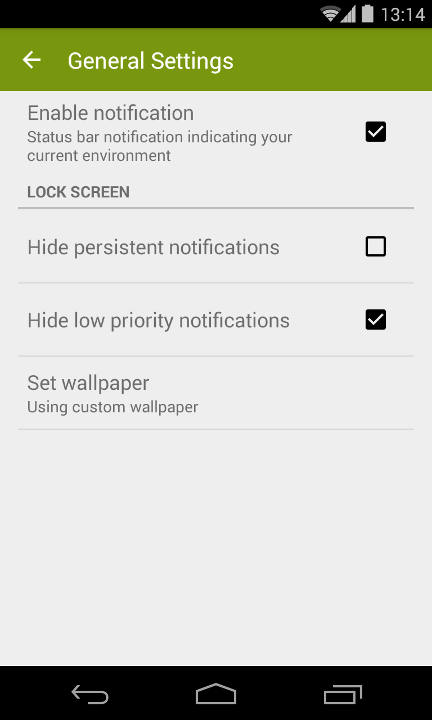 13:14
General Settings
Enable notification
Status bar notification indicating your
current environment
LOCK SCREEN
Hide persistent notifications
Hide low priority notifications
Set wallpaper
Using custom wallpaper